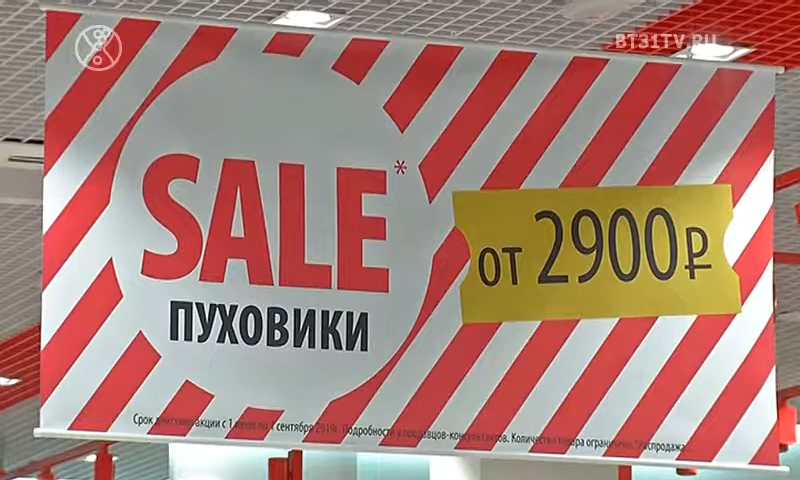 BT31TV.RU
SALE*
ПУХОВИКИ
от 2900₽
Срок действия акции с 1 июня по 1 сентября 2019г. Подробности у продавцов-консультантов. Количество товара ограничено. *Распродажа